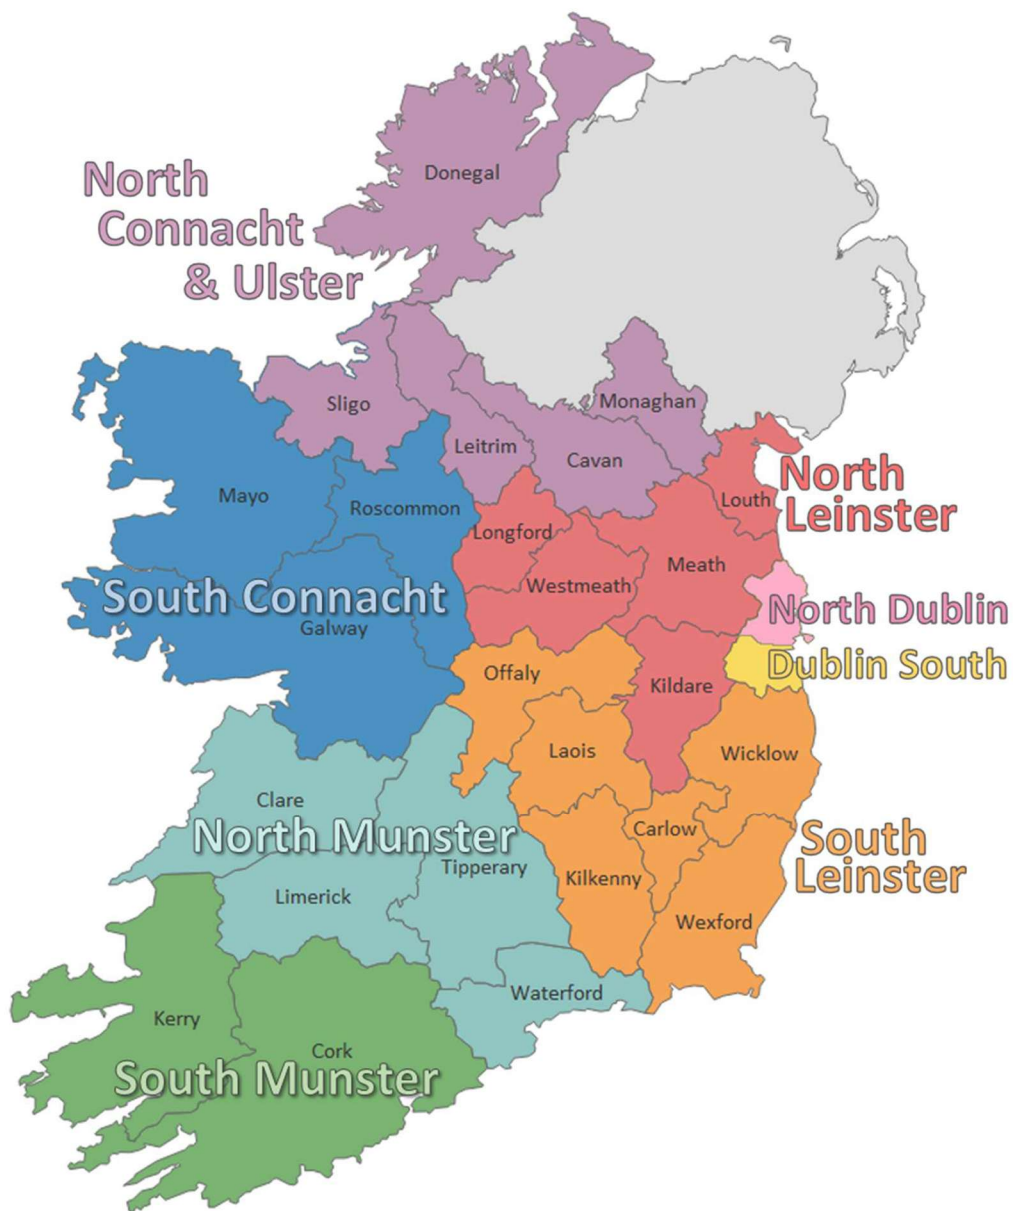 Donegal
North
Connacht
& Ulster
Sligo
Monaghan
Leitrim
Cavan
Mayo
Roscommon
Louth
North
Leinster
Longford
Meath
Westmeath
South Connacht
Galway
North Dublin
Dublin South
Offaly
Kildare
Laois
Wicklow
Clare
North Munster
Carlow
South
Leinster
Tipperary
Kilkenny
Limerick
Wexford
Waterford
Kerry
Cork
South Munster